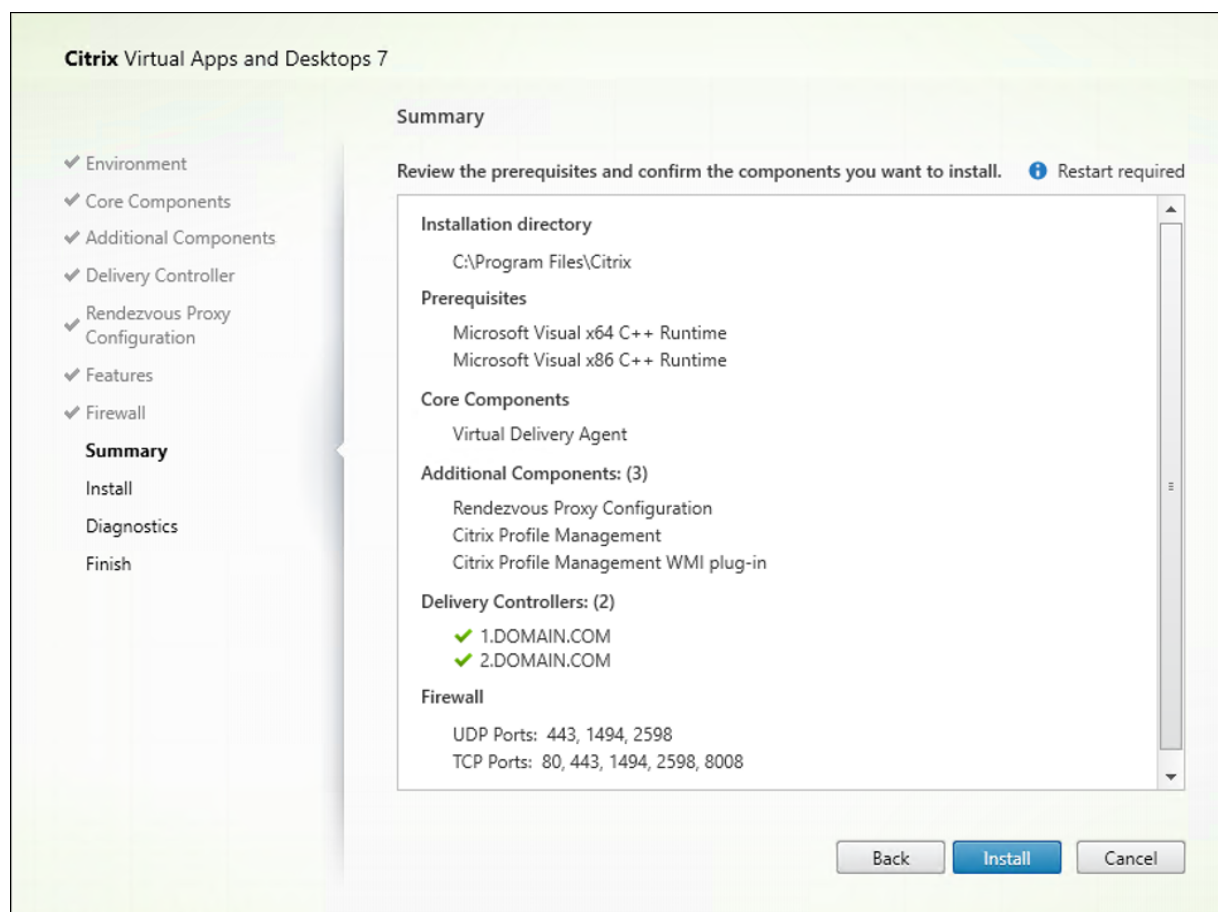 Citrix Virtual Apps and Desktops 7
Environment
Core Components
Additional Components
Delivery Controller
Rendezvous Proxy
Configuration
Features
Firewall
Summary
Install
Diagnostics
Finish
Summary
Review the prerequisites and confirm the components you want to install.
Restart required
Installation directory
C:\Program Files\Citrix
Prerequisites
Microsoft Visual x64 C++ Runtime
Microsoft Visual x86 C++ Runtime
Core Components
Virtual Delivery Agent
Additional Components: (3)
Rendezvous Proxy Configuration
Citrix Profile Management
Citrix Profile Management WMI plug-in
Delivery Controllers: (2)
1.DOMAIN.COM
2.DOMAIN.COM
Firewall
UDP Ports: 443, 1494, 2598
TCP Ports: 80, 443, 1494, 2598, 8008
Back
Install
Cancel